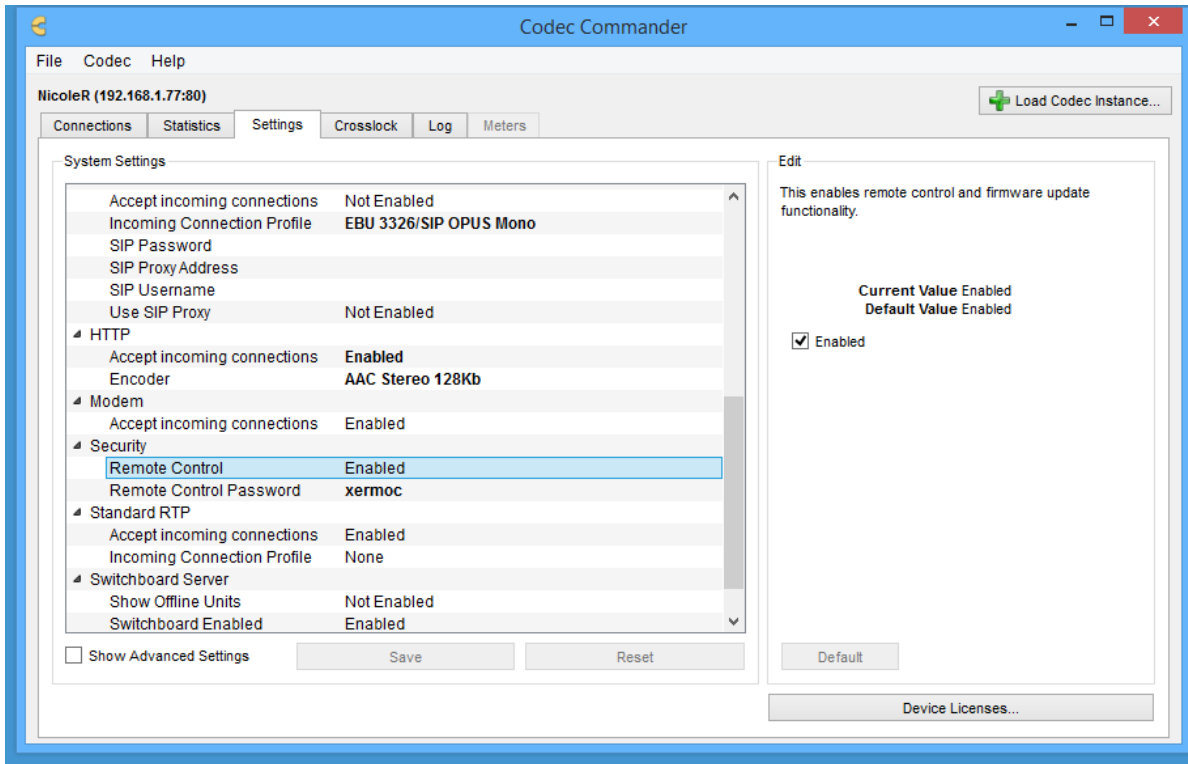 Codec Commander
File Codec Help
NicoleR (192.168.1.77:80)
Load Codec Instance...
Connections Statistics Settings Crosslock Log Meters
System Settings
Accept incoming connections Not Enabled
Incoming Connection Profile EBU 3326/SIP OPUS Mono
SIP Password
SIP Proxy Address
SIP Username
Use SIP Proxy Not Enabled
HTTP
Accept incoming connections Enabled
Encoder AAC Stereo 128Kb
Modem
Accept incoming connections Enabled
Security
Remote Control Enabled
Remote Control Password xermoc
Standard RTP
Accept incoming connections Enabled
Incoming Connection Profile None
Switchboard Server
Show Offline Units Not Enabled
Switchboard Enabled Enabled
Show Advanced Settings Save Reset
Edit
This enables remote control and firmware update
functionality.
Current Value Enabled
Default Value Enabled
Enabled
Default
Device Licenses...